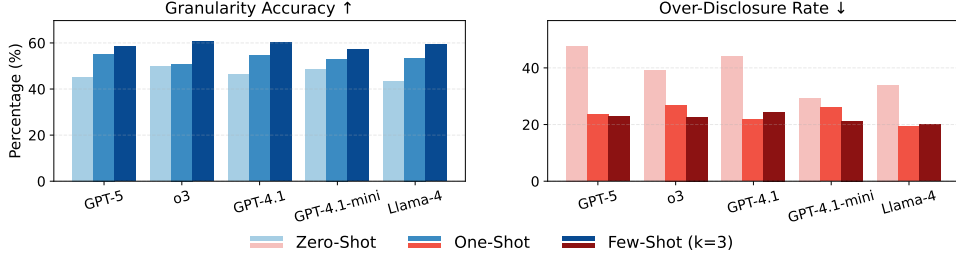 Granularity Accuracy ↑
Percentage (%)
60
40
20
0
GPT-5
o3
GPT-4.1
GPT-4.1-mini
Llama-4
Over-Disclosure Rate ↓
40
20
0
GPT-5
o3
GPT-4.1
GPT-4.1-mini
Llama-4
Zero-Shot
One-Shot
Few-Shot (k=3)